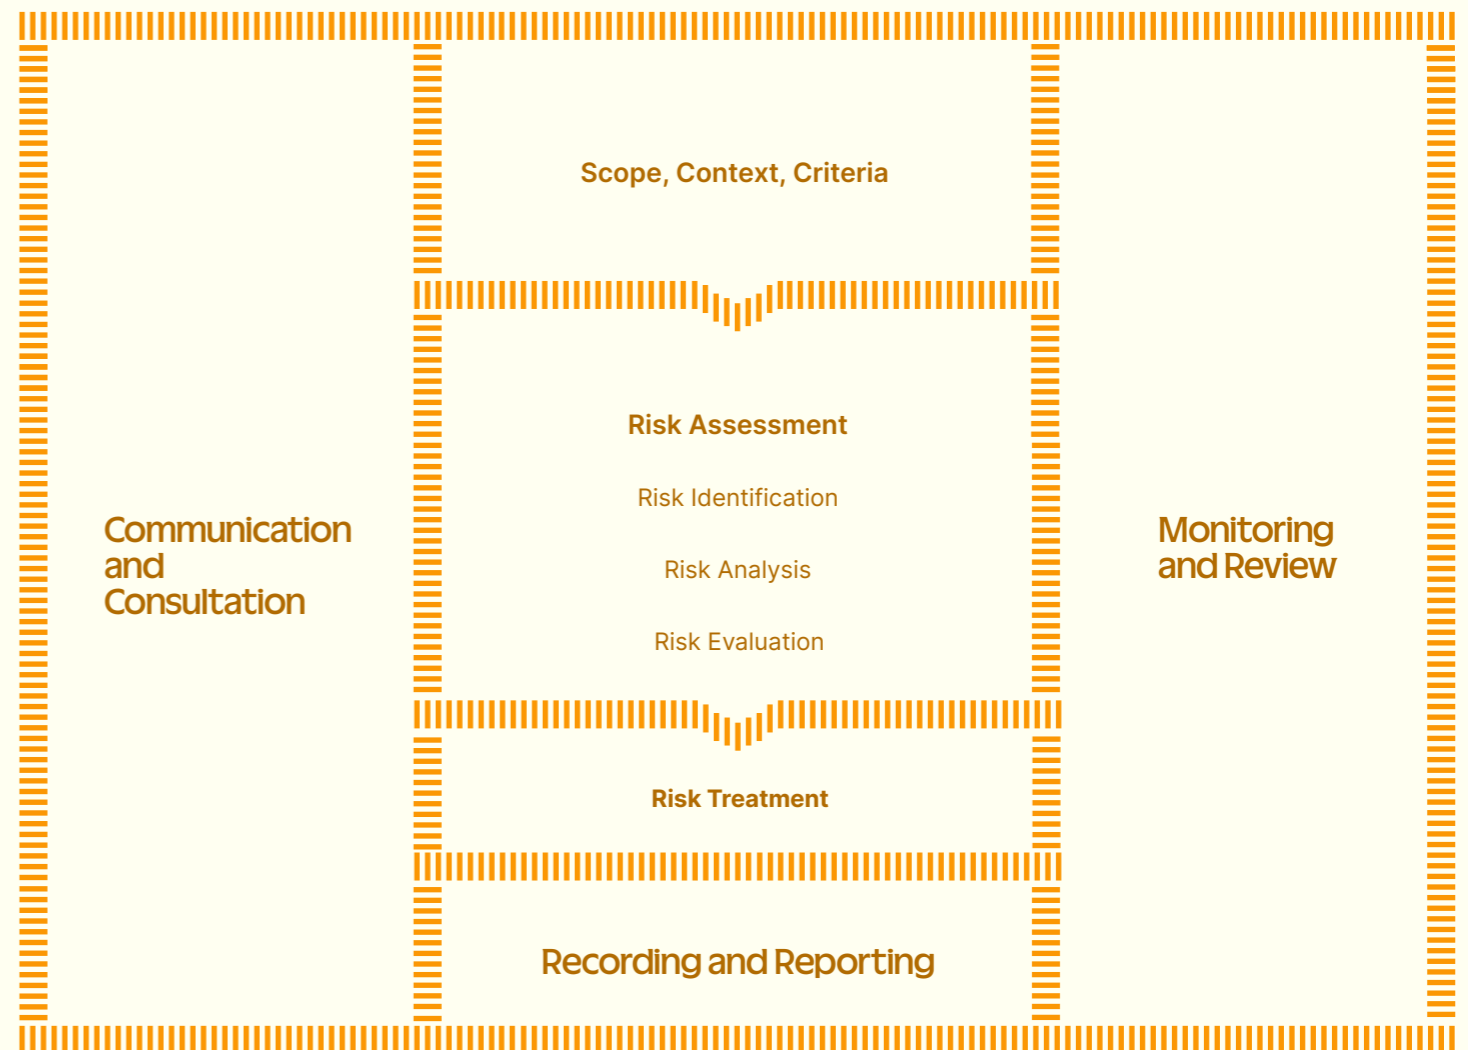 Communication
and
Consultation
Scope, Context, Criteria
Risk Assessment
Risk Identification
Risk Analysis
Risk Evaluation
Risk Treatment
Recording and Reporting
Monitoring
and Review